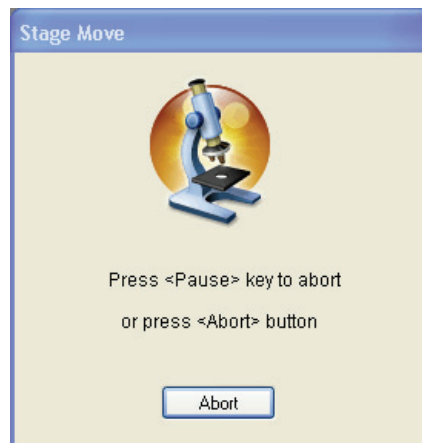 Stage Move
Press <Pause> key to abort
or press <Abort> button
Abort